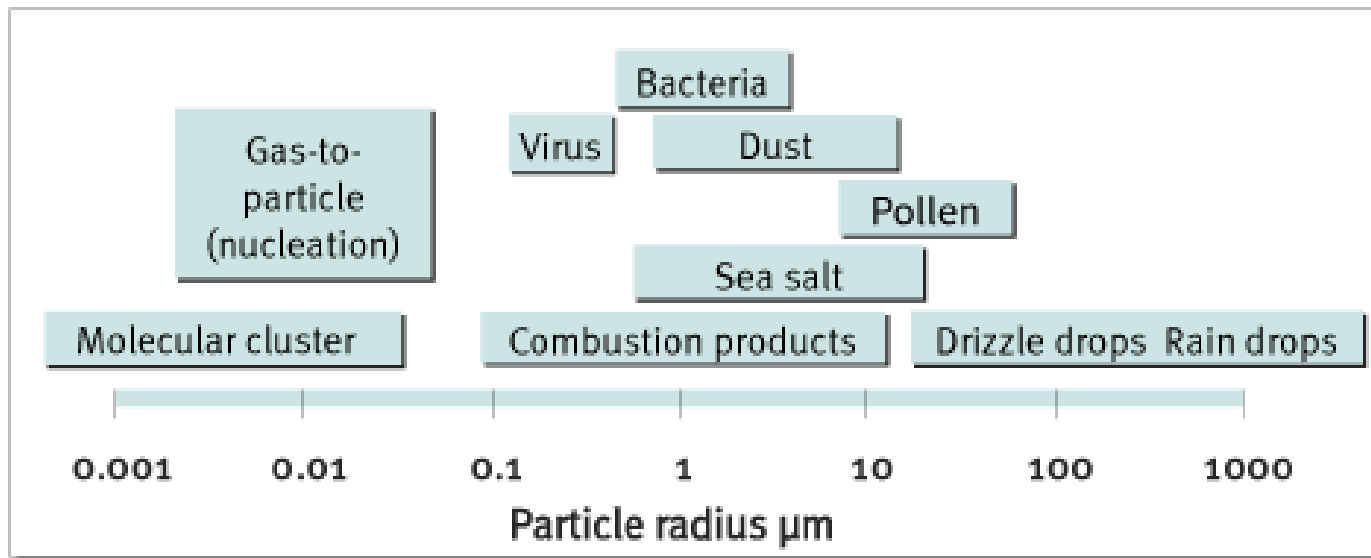 Bacteria
Gas-to-
particle
(nucleation)
Virus
Dust
Pollen
Sea salt
Molecular cluster
Combustion products
Drizzle drops Rain drops
0.001 0.01 0.1 1 10 100 1000
Particle radius µm